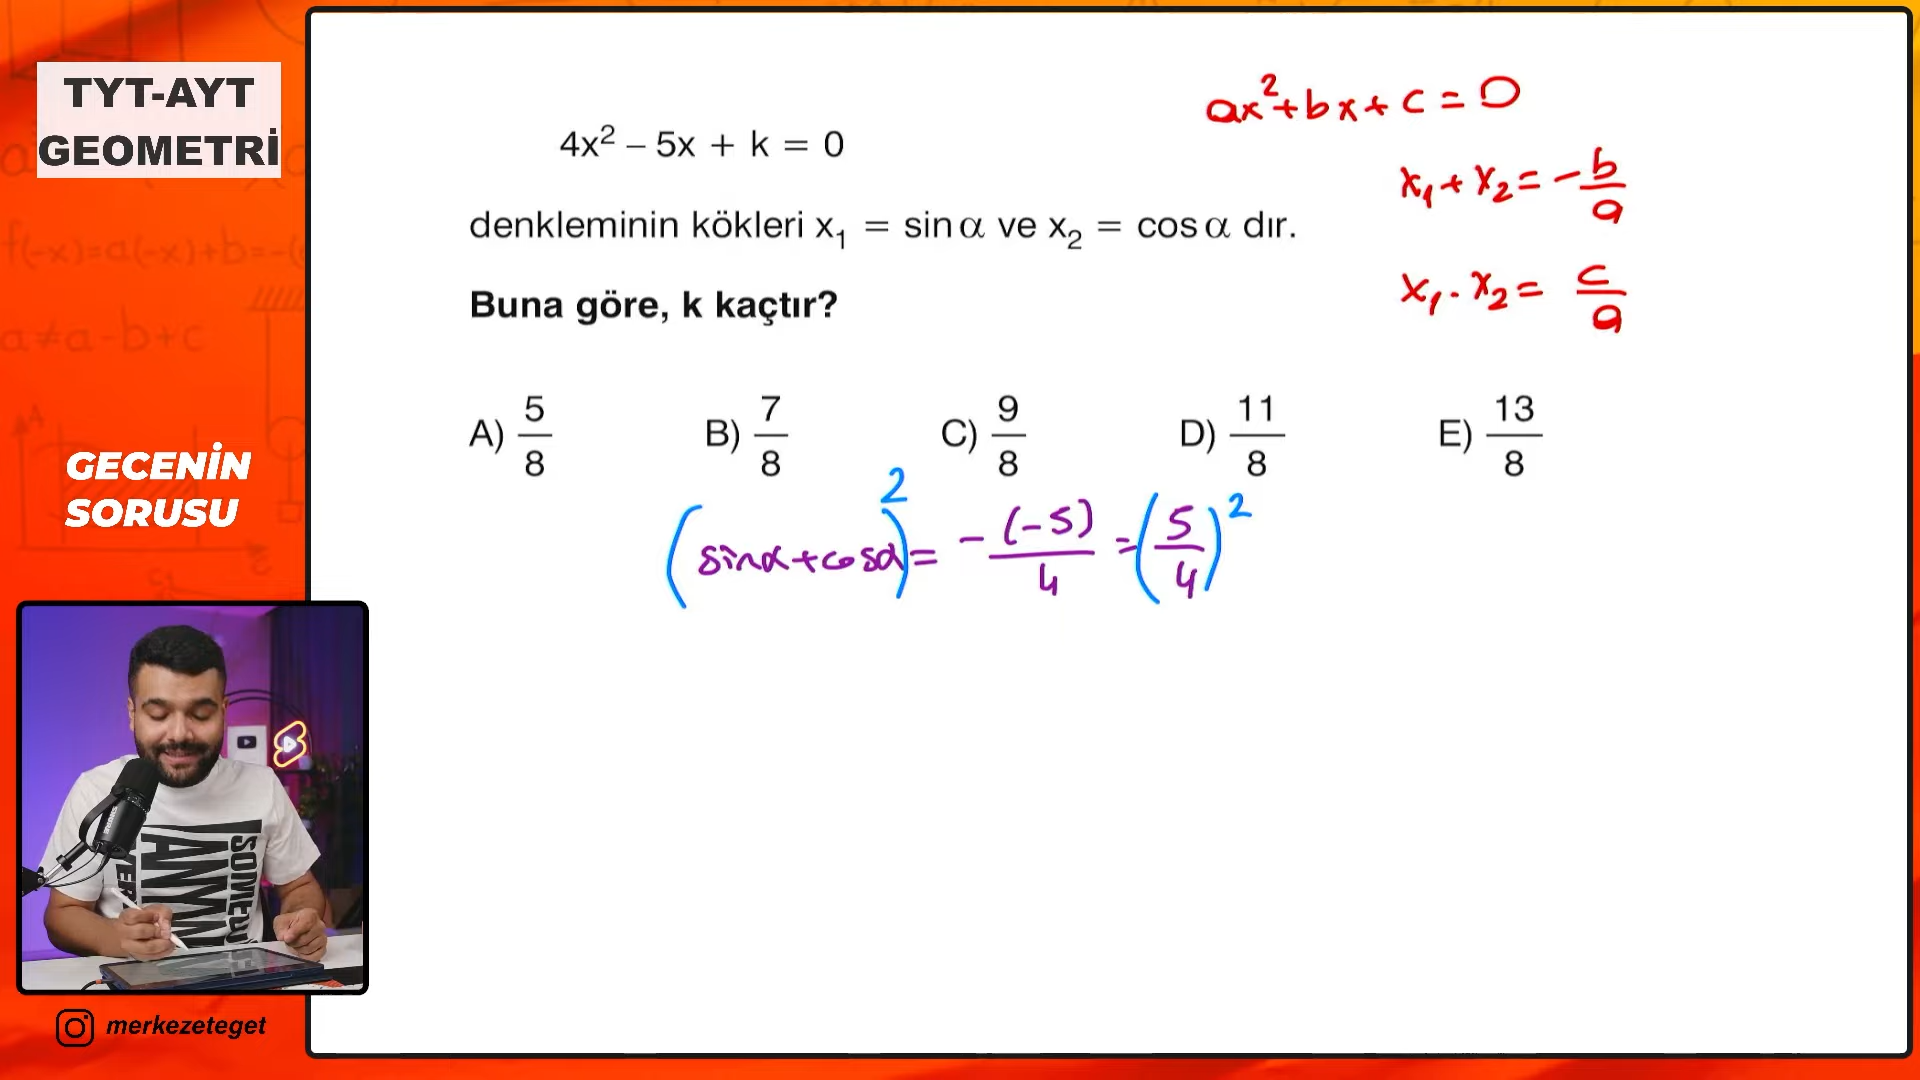 TYT-AYT
GEOMETRİ
ax²+bx+c=0
4x² – 5x + k = 0
x₁+x₂=-b/a
denkleminin kökleri x₁ = sin α ve x₂ = cos α dır.
x₁.x₂= c/a
Buna göre, k kaçtır?
A) 5/8 B) 7/8 C) 9/8 D) 11/8 E) 13/8
GECENİN
SORUSU
(sinα+cosα)²= -(-5)/4 =(5/4)²
merkezeteget